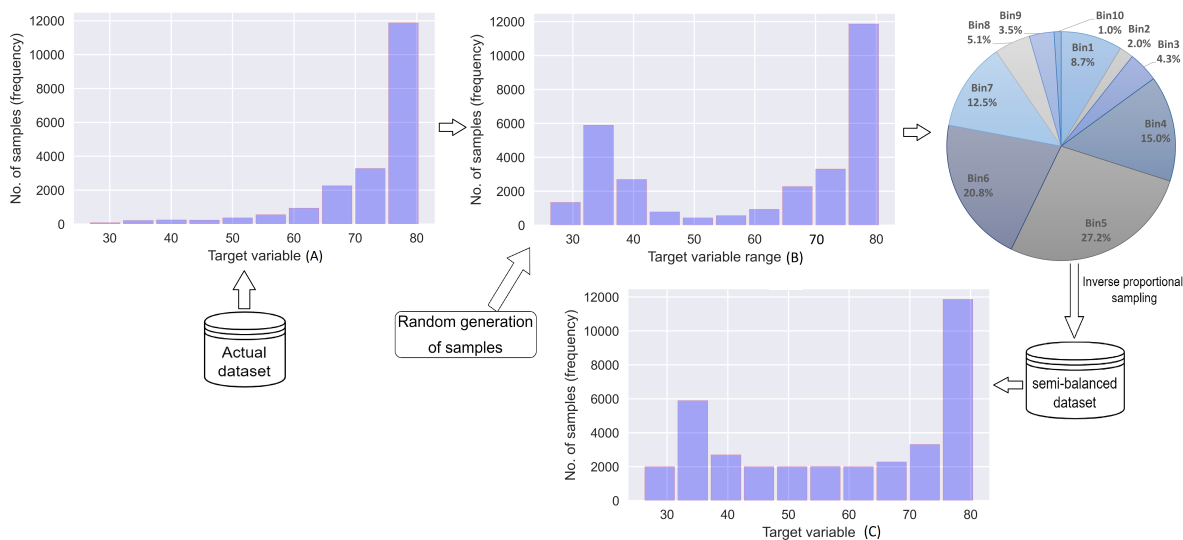 12000
10000
8000
6000
4000
2000
0
No. of samples (frequency)
30 40 50 60 70 80
Target variable (A)
12000
10000
8000
6000
4000
2000
0
No. of samples (frequency)
30 40 50 60 70 80
Target variable range (B)
Bin10
1.0%
Bin1
8.7%
Bin2
2.0%
Bin3
4.3%
Bin4
15.0%
Bin5
27.2%
Bin6
20.8%
Bin7
12.5%
Bin8
5.1%
Bin9
3.5%
Actual
dataset
Random generation
of samples
Inverse proportional
sampling
semi-balanced
dataset
12000
10000
8000
6000
4000
2000
0
No. of samples (frequency)
30 40 50 60 70 80
Target variable (C)